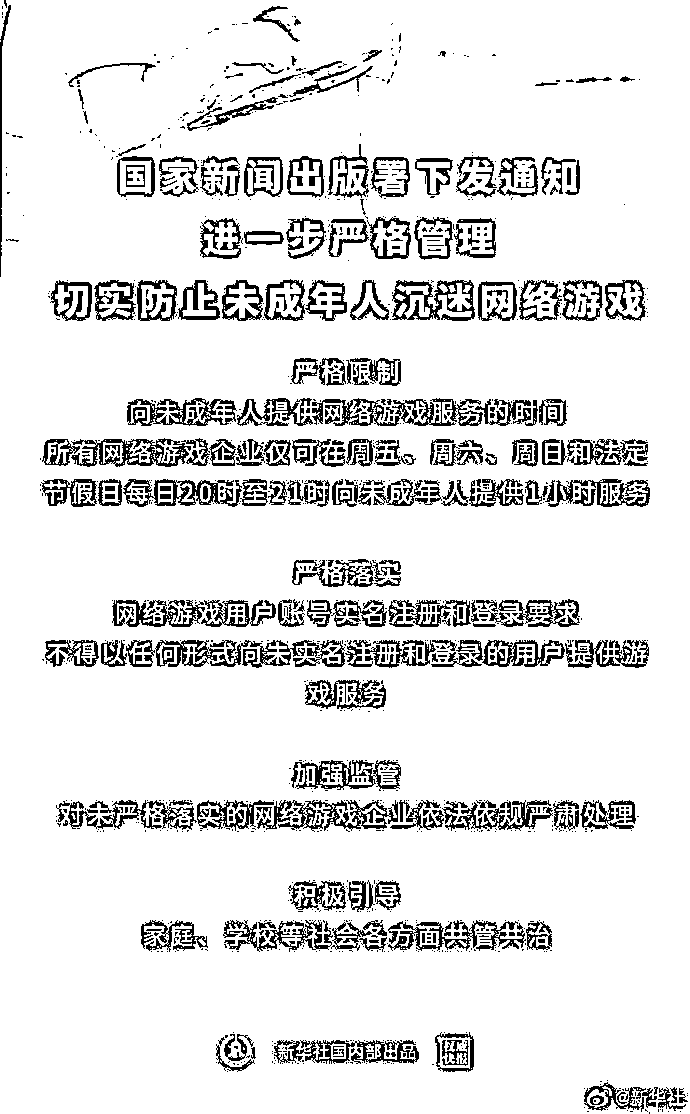 国家新闻出版署下发通知
进一步严格管理
切实防止未成年人沉迷网络游戏
严格限制
向未成年人提供网络游戏服务的时间
所有网络游戏企业仅可在周五、周六、周日和法定
节假日每日20时至21时向未成年人提供1小时服务
严格落实
网络游戏用户账号实名注册和登录要求
不得以任何形式向未实名注册和登录的用户提供游
戏服务
加强监管
对未严格落实的网络游戏企业依法依规严肃处理
积极引导
家庭、学校等社会各方面共管共治
新华社国内部出品
权威
快报
@新华社